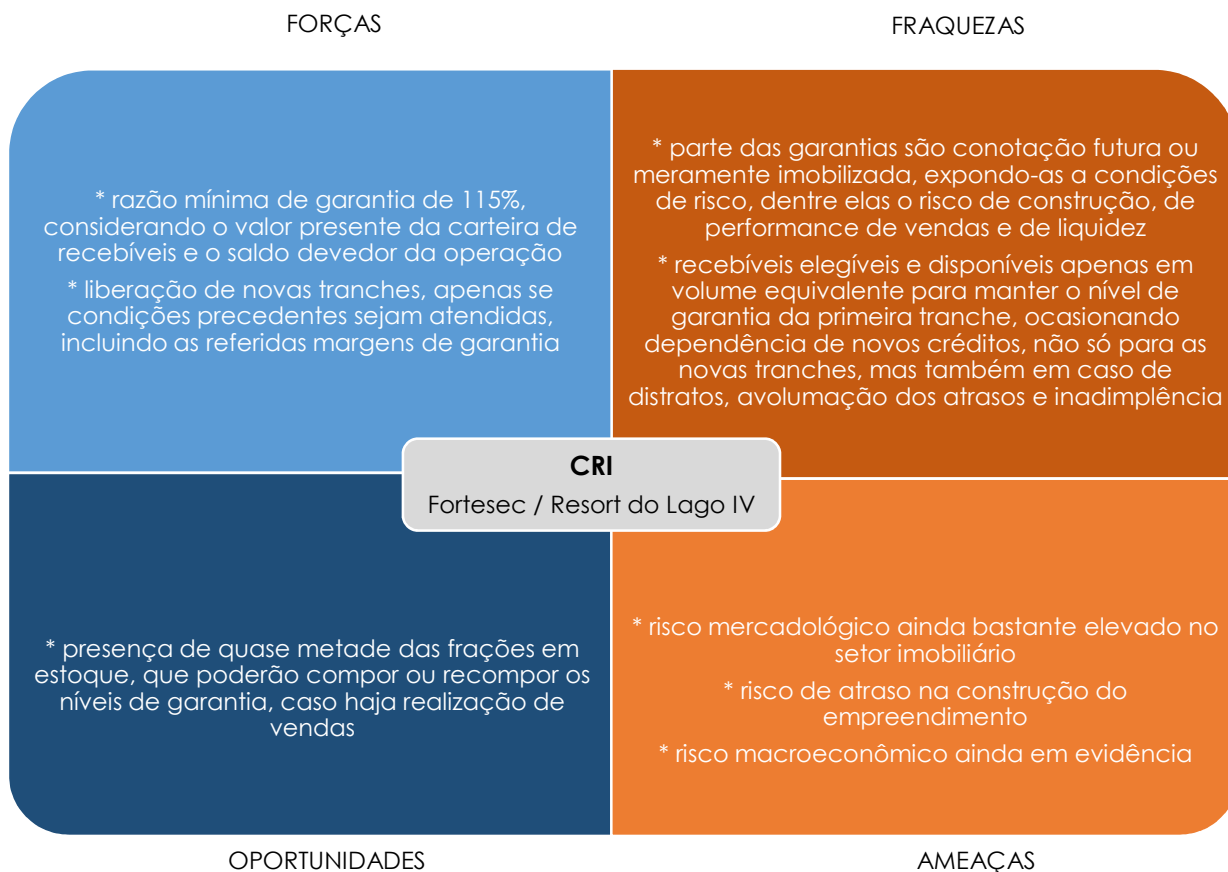 FORÇAS
FRAQUEZAS
* razão mínima de garantia de 115%,
considerando o valor presente da carteira de
recebíveis e o saldo devedor da operação
* liberação de novas tranches, apenas se
condições precedentes sejam atendidas,
incluindo as referidas margens de garantia
* parte das garantias são conotação futura ou
meramente imobilizada, expondo-as a condições
de risco, dentre elas o risco de construção, de
performance de vendas e de liquidez
* recebíveis elegíveis e disponíveis apenas em
volume equivalente para manter o nível de
garantia da primeira tranche, ocasionando
dependência de novos créditos, não só para as
novas tranches, mas também em caso de
distratos, avolumação dos atrasos e inadimplência
CRI
Fortesec / Resort do Lago IV
* presença de quase metade das frações em
estoque, que poderão compor ou recompor os
níveis de garantia, caso haja realização de
vendas
* risco mercadológico ainda bastante elevado no
setor imobiliário
* risco de atraso na construção do
empreendimento
* risco macroeconômico ainda em evidência
OPORTUNIDADES
AMEAÇAS